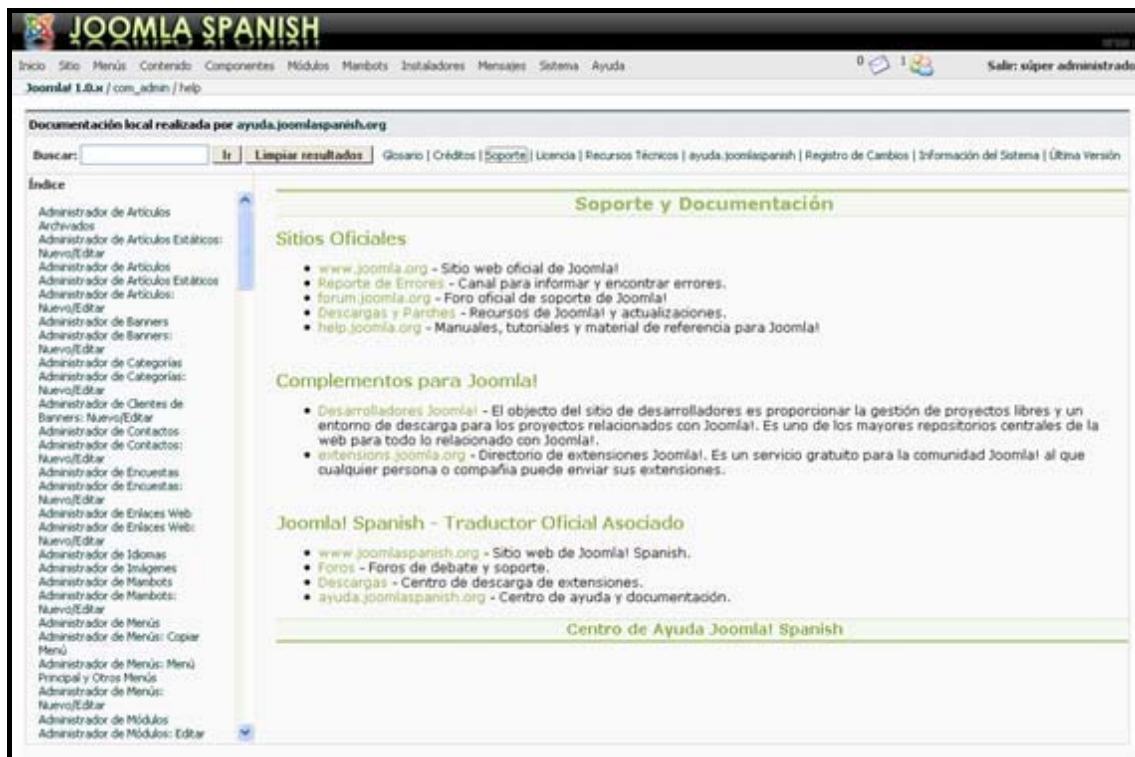 JOOMLA SPANISH
Inicio Sitio Menús Contenido Componentes Módulos Mambots Instaladores Mensajes Sistema Ayuda
0 1 Salir: súper administrado
Joomla! 1.0.x / com_admin / help
Documentación local realizada por ayuda.joomlaspanish.org
Buscar: Ir Limpiar resultados Glosario | Créditos | Soporte | Licencia | Recursos Técnicos | ayuda.joomlaspanish | Registro de Cambios | Información del Sistema | Última Versión
Índice
Administrador de Artículos
Archivados
Administrador de Artículos Estáticos:
Nuevo/Editar
Administrador de Artículos
Administrador de Artículos Estáticos
Administrador de Artículos:
Nuevo/Editar
Administrador de Banners
Administrador de Banners:
Nuevo/Editar
Administrador de Categorías
Administrador de Categorías:
Nuevo/Editar
Administrador de Clientes de
Banners: Nuevo/Editar
Administrador de Contactos
Administrador de Contactos:
Nuevo/Editar
Administrador de Encuestas
Administrador de Encuestas:
Nuevo/Editar
Administrador de Enlaces Web
Administrador de Enlaces Web:
Nuevo/Editar
Administrador de Idiomas
Administrador de Imágenes
Administrador de Mambots
Administrador de Mambots:
Nuevo/Editar
Administrador de Menús
Administrador de Menús: Copiar
Menú
Administrador de Menús: Menú
Principal y Otros Menús
Administrador de Menús:
Nuevo/Editar
Administrador de Módulos
Administrador de Módulos: Editar
Soporte y Documentación
Sitios Oficiales
• www.joomla.org - Sitio web oficial de Joomla!
• Reporte de Errores - Canal para informar y encontrar errores.
• forum.joomla.org - Foro oficial de soporte de Joomla!
• Descargas y Parches - Recursos de Joomla! y actualizaciones.
• help.joomla.org - Manuales, tutoriales y material de referencia para Joomla!
Complementos para Joomla!
• Desarrolladores Joomla! - El objecto del sitio de desarrolladores es proporcionar la gestión de proyectos libres y un
entorno de descarga para los proyectos relacionados con Joomla!. Es uno de los mayores repositorios centrales de la
web para todo lo relacionado con Joomla!.
• extensions.joomla.org - Directorio de extensiones Joomla!. Es un servicio gratuito para la comunidad Joomla! al que
cualquier persona o compañia puede enviar sus extensiones.
Joomla! Spanish - Traductor Oficial Asociado
• www.joomlaspanish.org - Sitio web de Joomla! Spanish.
• Foros - Foros de debate y soporte.
• Descargas - Centro de descarga de extensiones.
• ayuda.joomlaspanish.org - Centro de ayuda y documentación.
Centro de Ayuda Joomla! Spanish